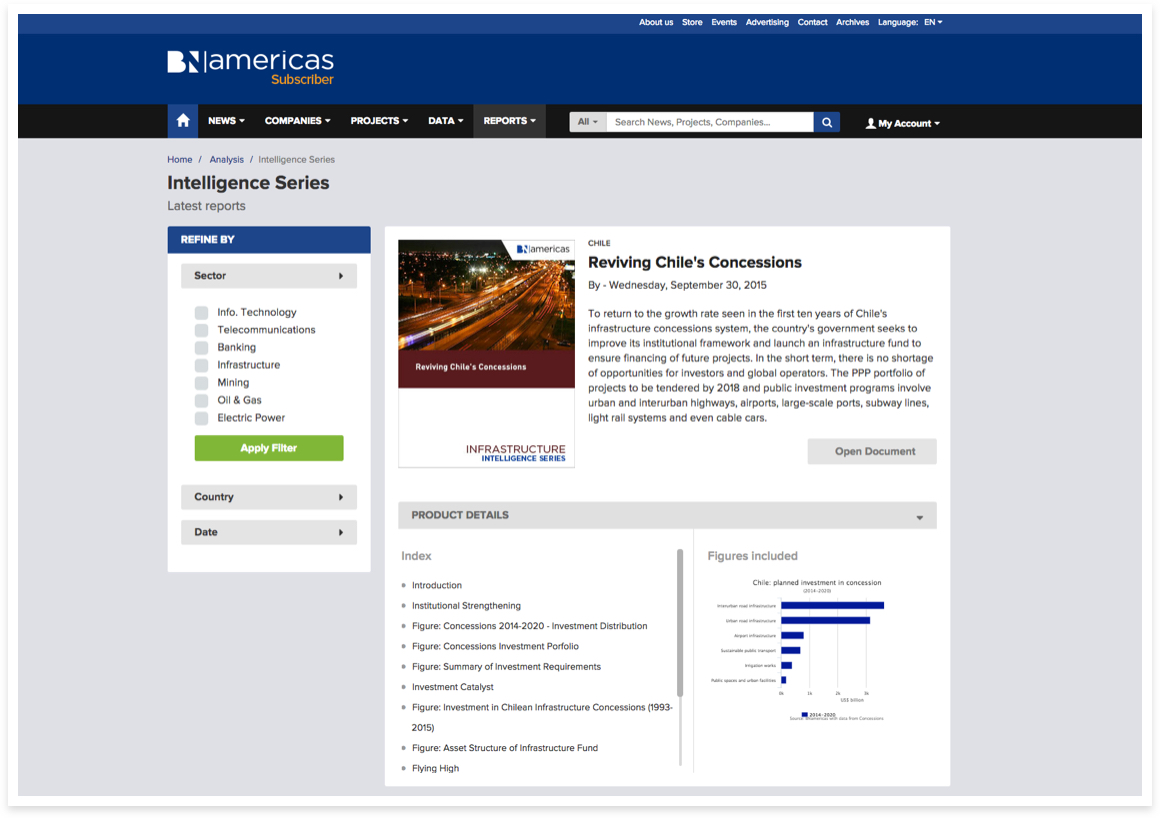 About us Store Events Advertising Contact Archives Language: EN
BN|americas
Subscriber
NEWS COMPANIES PROJECTS DATA REPORTS All Search News, Projects, Companies... My Account
Home / Analysis / Intelligence Series
Intelligence Series
Latest reports
REFINE BY
Sector
Info. Technology
Telecommunications
Banking
Infrastructure
Mining
Oil & Gas
Electric Power
Apply Filter
Country
Date
BN|americas
Reviving Chile's Concessions
INFRASTRUCTURE
INTELLIGENCE SERIES
CHILE
Reviving Chile's Concessions
By - Wednesday, September 30, 2015
To return to the growth rate seen in the first ten years of Chile's
infrastructure concessions system, the country's government seeks to
improve its institutional framework and launch an infrastructure fund to
ensure financing of future projects. In the short term, there is no shortage
of opportunities for investors and global operators. The PPP portfolio of
projects to be tendered by 2018 and public investment programs involve
urban and interurban highways, airports, large-scale ports, subway lines,
light rail systems and even cable cars.
Open Document
PRODUCT DETAILS
Index
Introduction
Institutional Strengthening
Figure: Concessions 2014-2020 - Investment Distribution
Figure: Concessions Investment Porfolio
Figure: Summary of Investment Requirements
Investment Catalyst
Figure: Investment in Chilean Infrastructure Concessions (1993-
2015)
Figure: Asset Structure of Infrastructure Fund
Flying High
Figures included
Chile: planned investment in concession
(2014-2020)
Interurban road infrastructure
Urban road infrastructure
Airport infrastructure
Sustainable public transport
Irrigation works
Public spaces and urban facilities
0k 1k 2k 3k
US$ billion
2014-2020
Source: BNamericas with data from Concessions